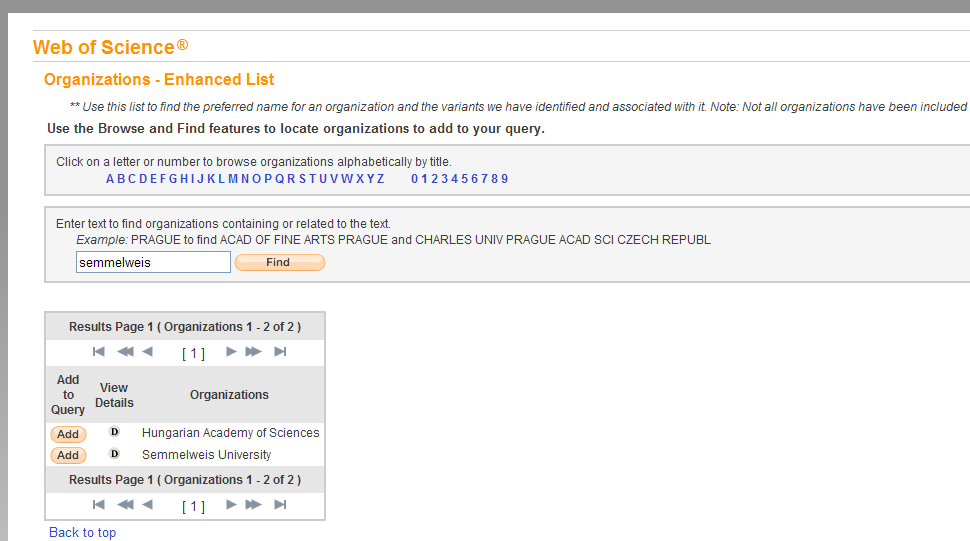 Web of Science®
Organizations - Enhanced List
** Use this list to find the preferred name for an organization and the variants we have identified and associated with it. Note: Not all organizations have been included
Use the Browse and Find features to locate organizations to add to your query.
Click on a letter or number to browse organizations alphabetically by title.
A B C D E F G H I J K L M N O P Q R S T U V W X Y Z 0 1 2 3 4 5 6 7 8 9
Enter text to find organizations containing or related to the text.
Example: PRAGUE to find ACAD OF FINE ARTS PRAGUE and CHARLES UNIV PRAGUE ACAD SCI CZECH REPUBL
semmelweis Find
Results Page 1 ( Organizations 1 - 2 of 2 )
[ 1 ]
Add to Query View Details Organizations
Add D Hungarian Academy of Sciences
Add D Semmelweis University
Results Page 1 ( Organizations 1 - 2 of 2 )
[ 1 ]
Back to top